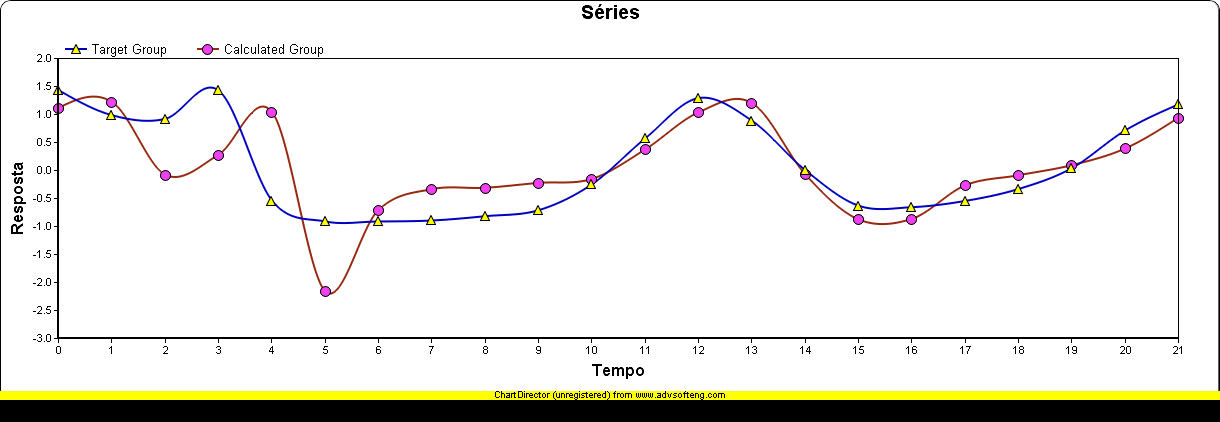 Séries
Target Group
Calculated Group
2.0
1.5
1.0
0.5
0.0
-0.5
-1.0
-1.5
-2.0
-2.5
-3.0
Resposta
0 1 2 3 4 5 6 7 8 9 10 11 12 13 14 15 16 17 18 19 20 21
Tempo
ChartDirector (unregistered) from www.advsofteng.com